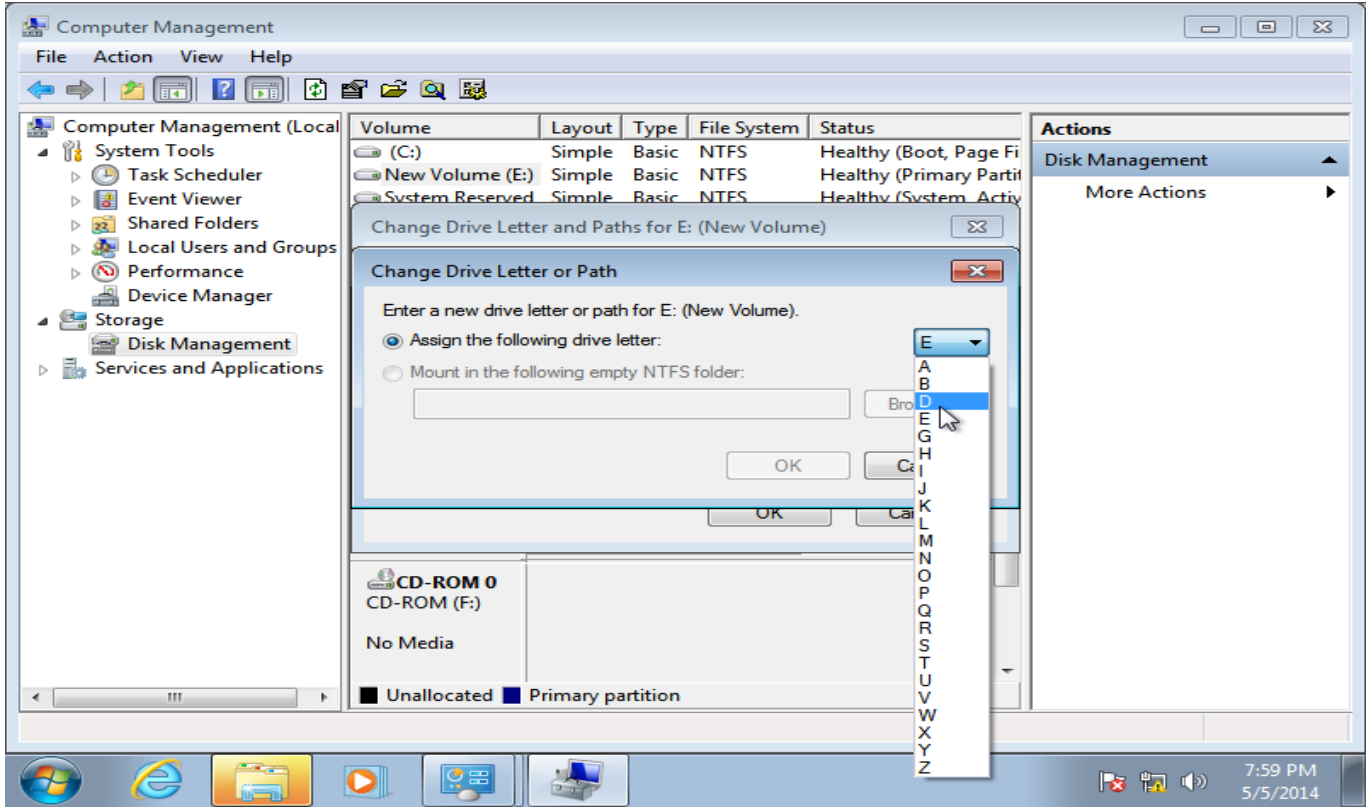 Computer Management
File Action View Help
Computer Management (Local
System Tools
Task Scheduler
Event Viewer
Shared Folders
Local Users and Groups
Performance
Device Manager
Storage
Disk Management
Services and Applications
Volume Layout Type File System Status
(C:) Simple Basic NTFS Healthy (Boot, Page Fi
New Volume (E:) Simple Basic NTFS Healthy (Primary Partit
System Reserved Simple Basic NTFS Healthy (System, Activ
Change Drive Letter and Paths for E: (New Volume)
Change Drive Letter or Path
Enter a new drive letter or path for E: (New Volume).
Assign the following drive letter: E
Mount in the following empty NTFS folder:
Bro
OK Ca
A
B
D
E
G
H
I
J
K
L
M
N
O
P
Q
R
S
T
U
V
W
X
Y
Z
OK Ca
CD-ROM 0
CD-ROM (F:)
No Media
Unallocated Primary partition
Actions
Disk Management
More Actions
7:59 PM
5/5/2014